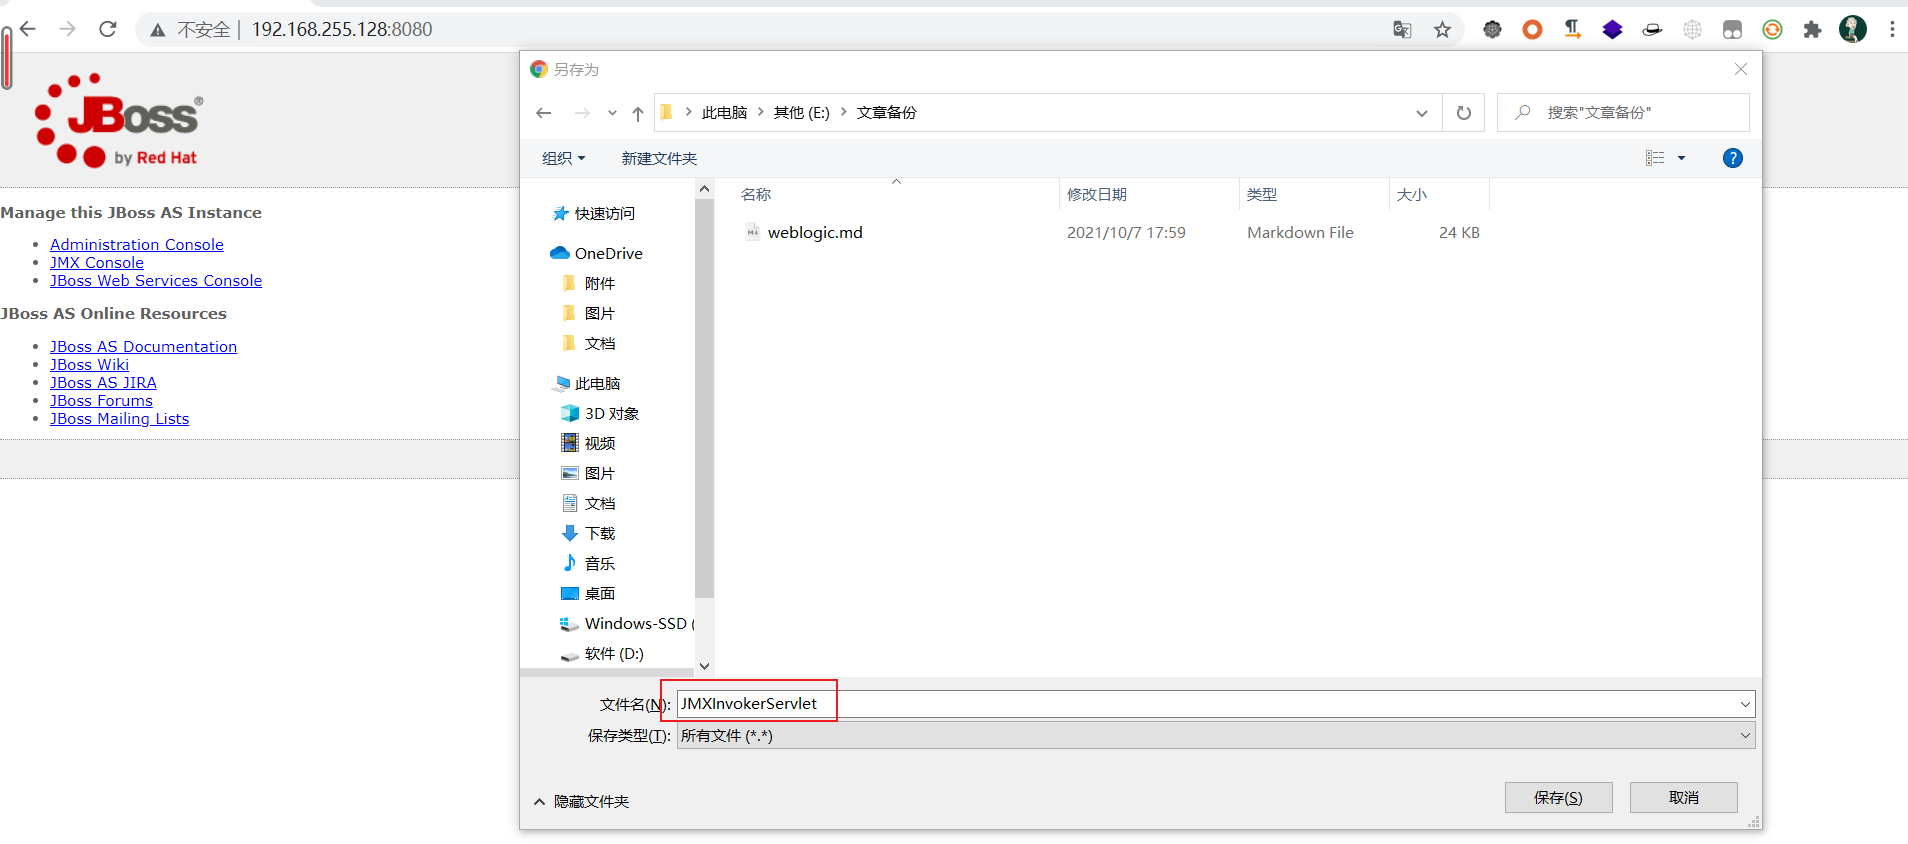 不安全 192.168.255.128:8080
JBoss®
by Red Hat
Manage this JBoss AS Instance
Administration Console
JMX Console
JBoss Web Services Console
JBoss AS Online Resources
JBoss AS Documentation
JBoss Wiki
JBoss AS JIRA
JBoss Forums
JBoss Mailing Lists
另存为
此电脑 其他 (E:) 文章备份
搜索"文章备份"
组织 新建文件夹
?
名称 修改日期 类型 大小
weblogic.md 2021/10/7 17:59 Markdown File 24 KB
快速访问
OneDrive
附件
图片
文档
此电脑
3D 对象
视频
图片
文档
下载
音乐
桌面
Windows-SSD (
软件 (D:)
文件名(N): JMXInvokerServlet
保存类型(T): 所有文件 (*.*)
隐藏文件夹
保存(S) 取消